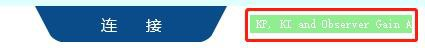 连 接
KP, KI and Observer Gain A